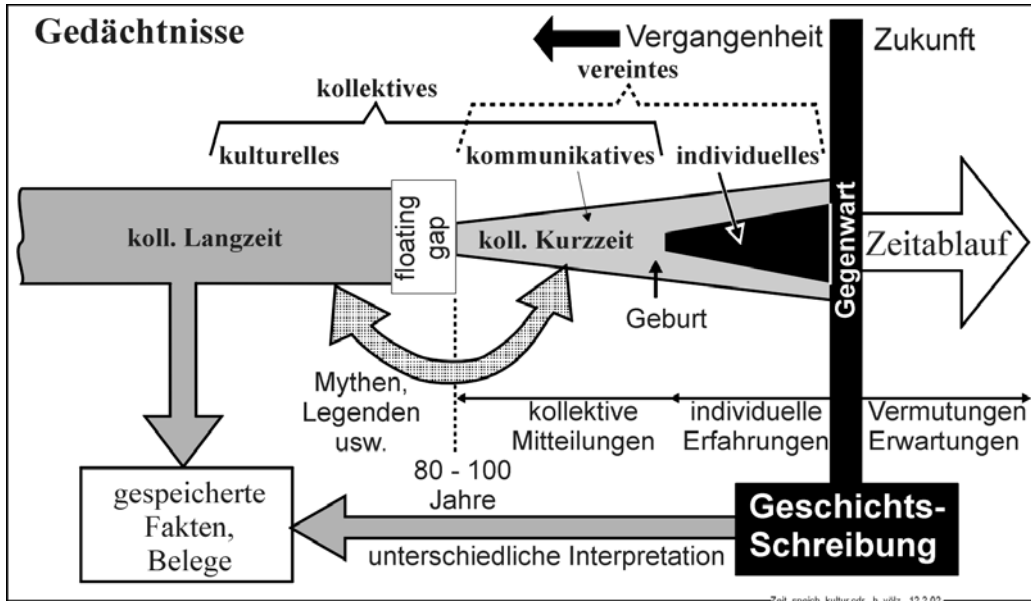 Gedächtnisse
Vergangenheit
Zukunft
vereintes
kollektives
kulturelles
kommunikatives
individuelles
koll. Langzeit
floating
gap
koll. Kurzzeit
Gegenwart
Zeitablauf
Geburt
Mythen,
Legenden
usw.
kollektive
Mitteilungen
individuelle
Erfahrungen
Vermutungen
Erwartungen
80 - 100
Jahre
gespeicherte
Fakten,
Belege
unterschiedliche Interpretation
Geschichts-
Schreibung